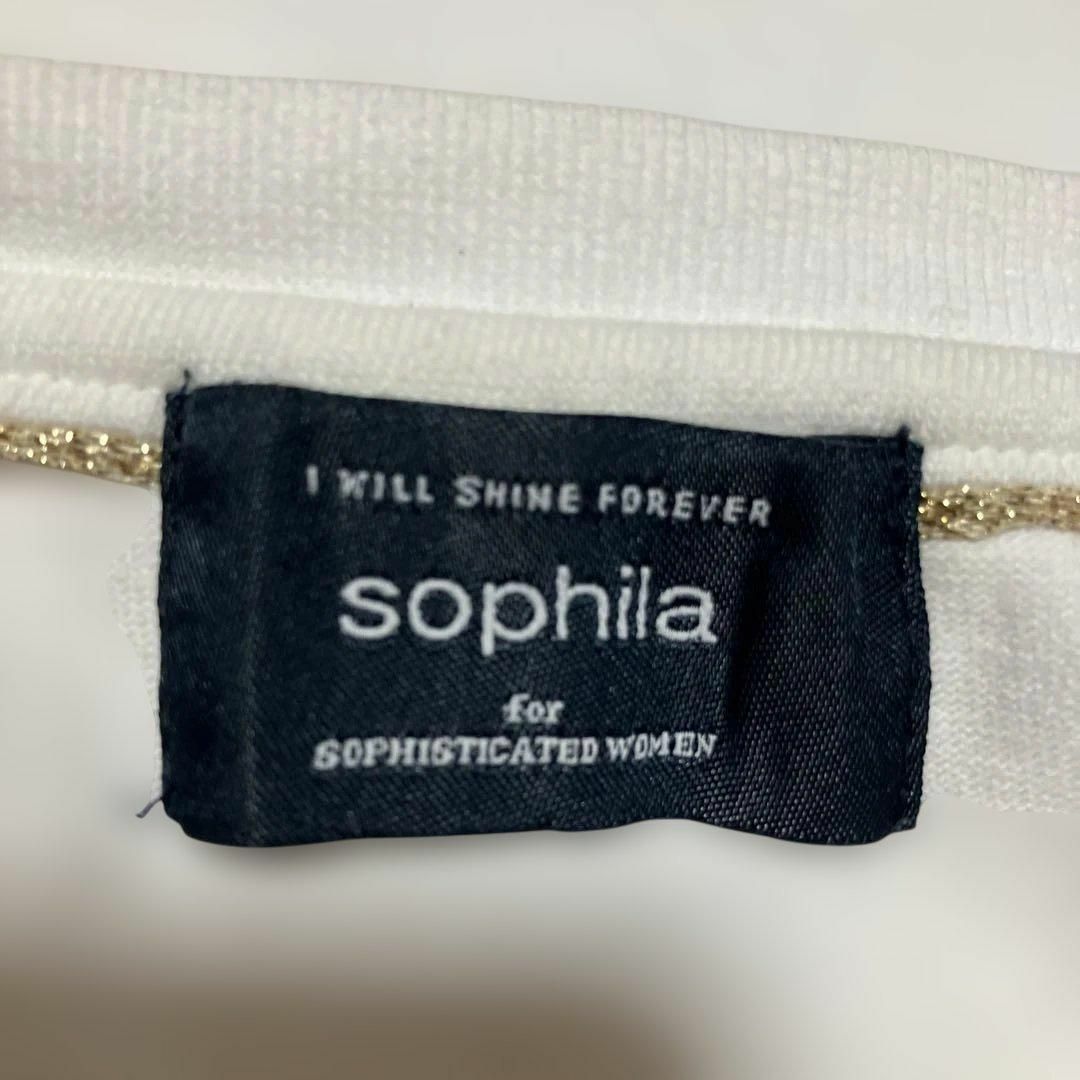 I WILL SHINE FOREVER
sophila
for
SOPHISTICATED WOMEN